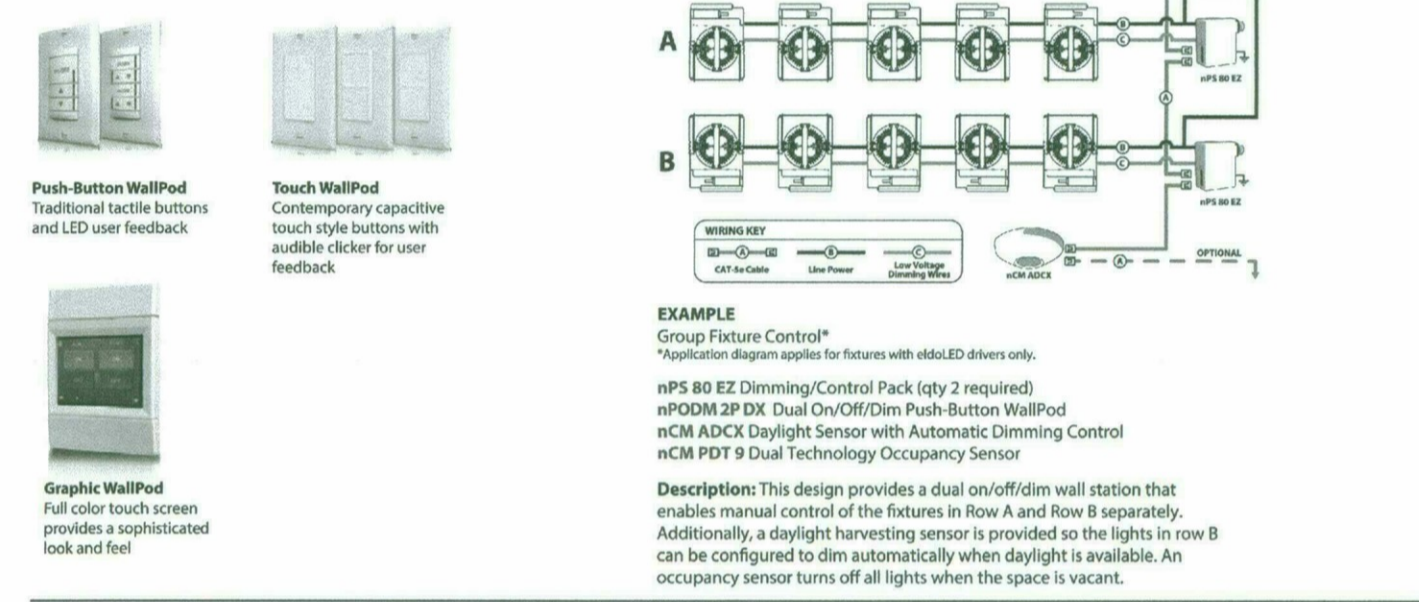 Push-Button WallPod
Traditional tactile buttons
and LED user feedback
Touch WallPod
Contemporary capacitive
touch style buttons with
audible clicker for user
feedback
Graphic WallPod
Full color touch screen
provides a sophisticated
look and feel
A
B
C
nPS 80 EZ
A
B
B
C
nPS 80 EZ
WIRING KEY
A B C
CAT-5e Cable Line Power Low Voltage
Dimming Wires
nCM ADCX
A
OPTIONAL
EXAMPLE
Group Fixture Control*
*Application diagram applies for fixtures with eldoLED drivers only.
nPS 80 EZ Dimming/Control Pack (qty 2 required)
nPODM 2P DX Dual On/Off/Dim Push-Button WallPod
nCM ADCX Daylight Sensor with Automatic Dimming Control
nCM PDT 9 Dual Technology Occupancy Sensor
Description: This design provides a dual on/off/dim wall station that
enables manual control of the fixtures in Row A and Row B separately.
Additionally, a daylight harvesting sensor is provided so the lights in row B
can be configured to dim automatically when daylight is available. An
occupancy sensor turns off all lights when the space is vacant.